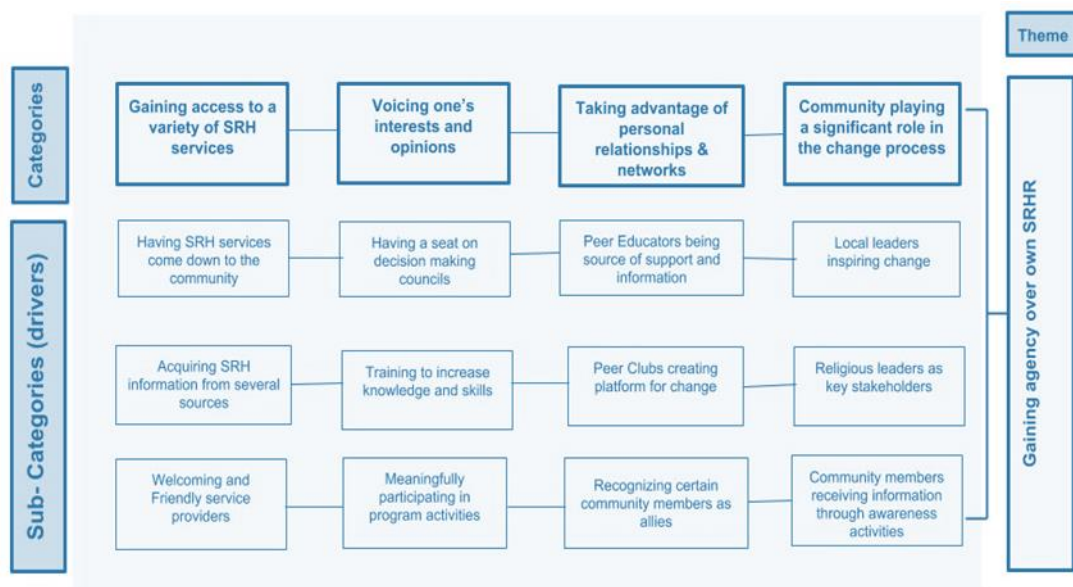 Theme
Categories
Gaining access to a
variety of SRH
services
Voicing one's
interests and
opinions
Taking advantage of
personal
relationships &
networks
Community playing
a significant role in
the change process
Sub- Categories (drivers)
Having SRH services
come down to the
community
Having a seat on
decision making
councils
Peer Educators being
source of support and
information
Local leaders
inspiring change
Acquiring SRH
information from several
sources
Training to increase
knowledge and skills
Peer Clubs creating
platform for change
Religious leaders as
key stakeholders
Welcoming and
Friendly service
providers
Meaningfully
participating in
program activities
Recognizing certain
community members as
allies
Community members
receiving information
through awareness
activities
Gaining agency over own SRHR